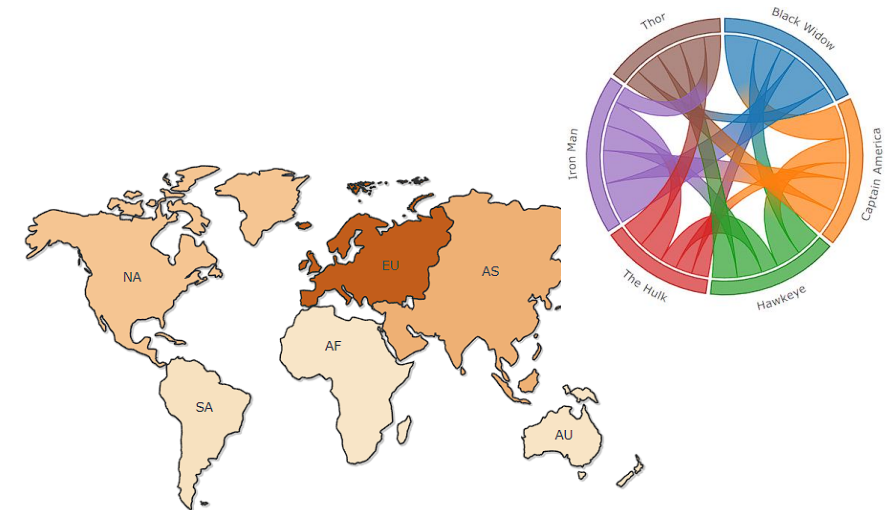 Thor
Black Widow
Iron Man
Captain America
The Hulk
Hawkeye
NA
EU
AS
AF
SA
AU